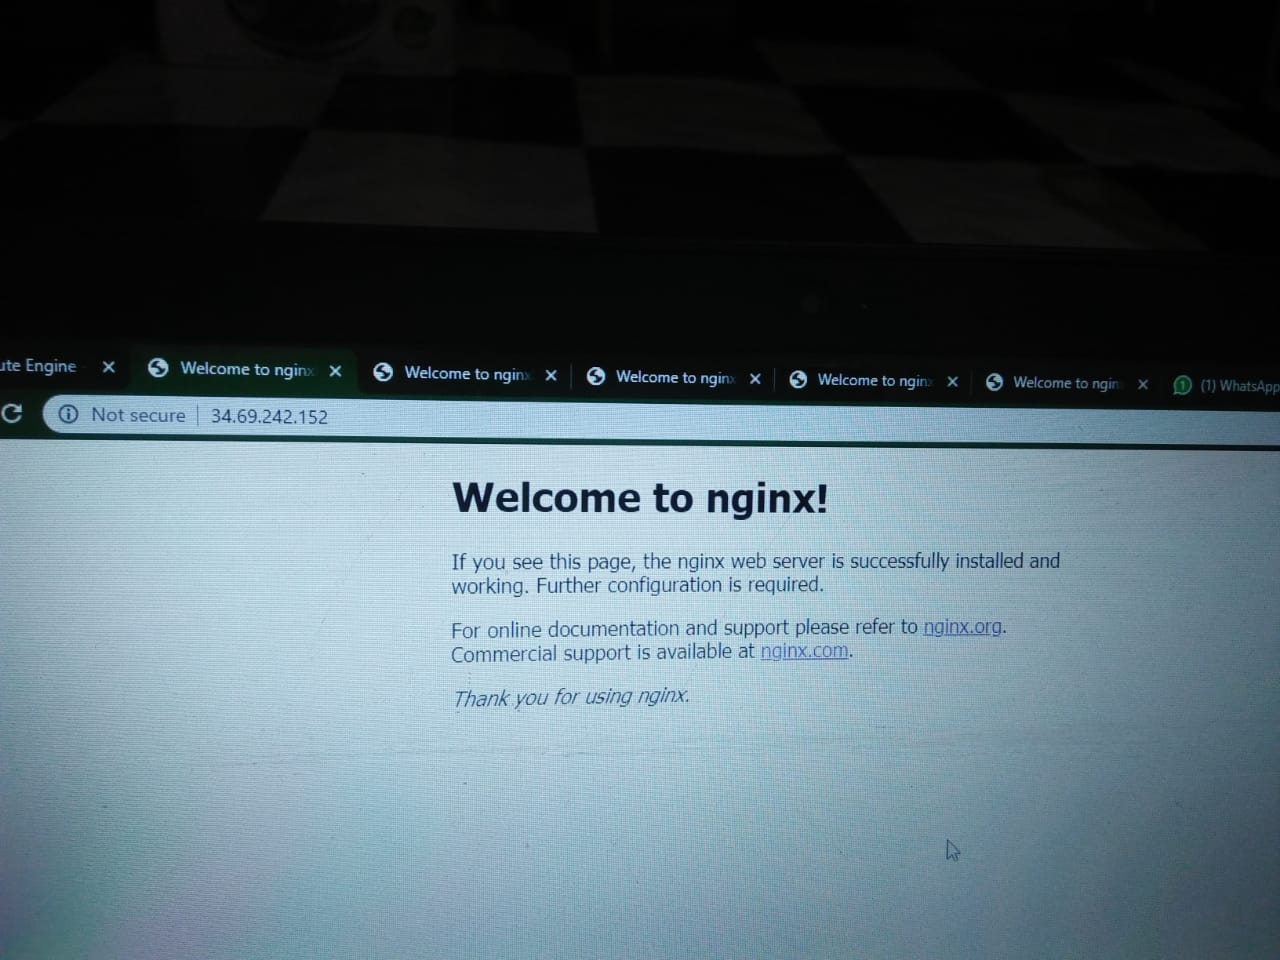 ute Engine
Welcome to nginx
Welcome to nginx
Welcome to nginx
Welcome to nginx
Welcome to ngin
(1) WhatsApp
Not secure
34.69.242.152
Welcome to nginx!
If you see this page, the nginx web server is successfully installed and
working. Further configuration is required.
For online documentation and support please refer to nginx.org.
Commercial support is available at nginx.com.
Thank you for using nginx.